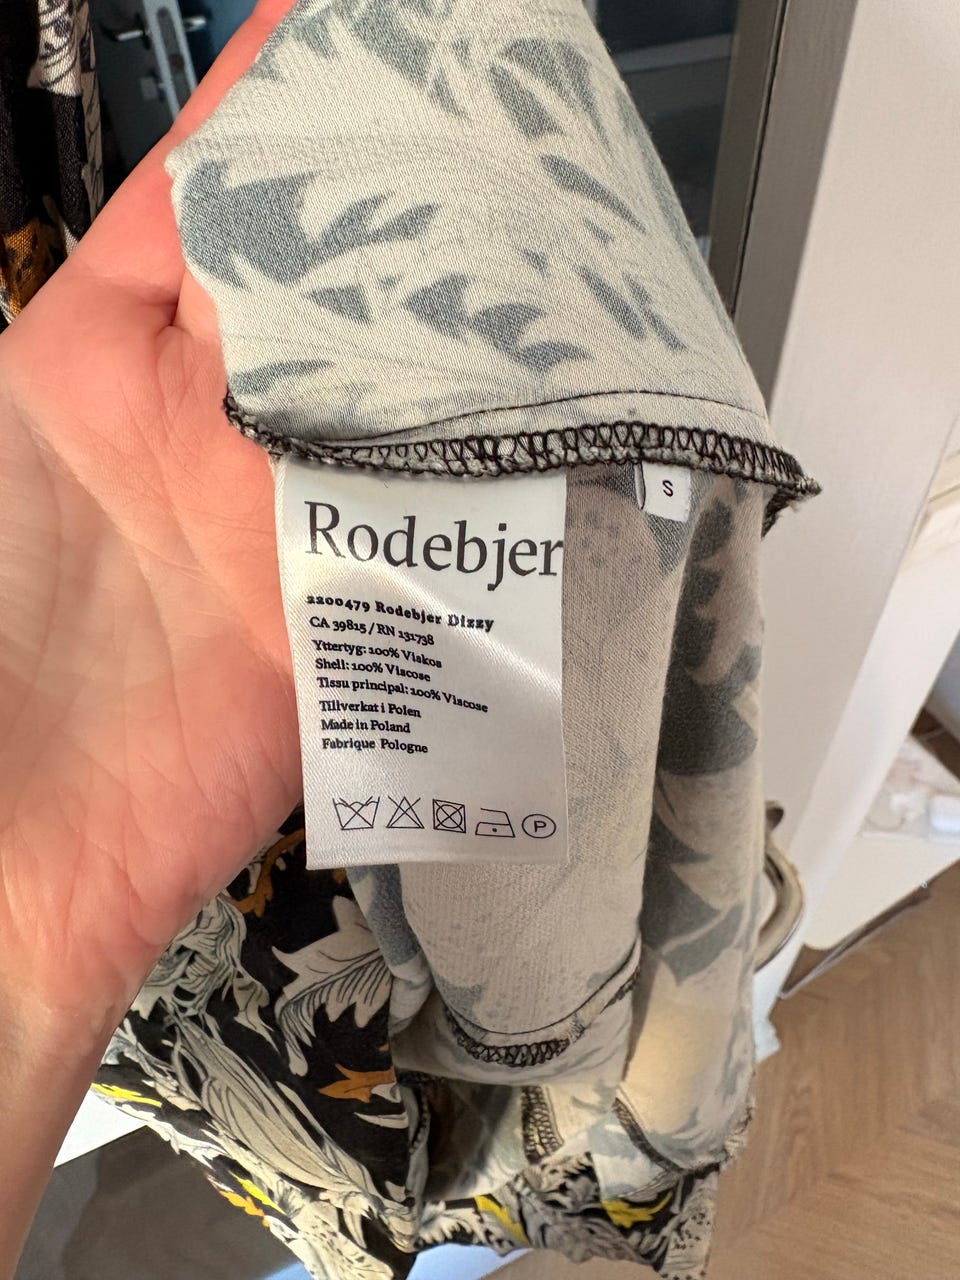 S
Rodebjer
2200479 Rodebjer Dizzy
CA 39815 / RN 131738
Yttertyg: 100% Viskos
Shell: 100% Viscose
Tissu principal: 100% Viscose
Tillverkat i Polen
Made in Poland
Fabrique Pologne
P